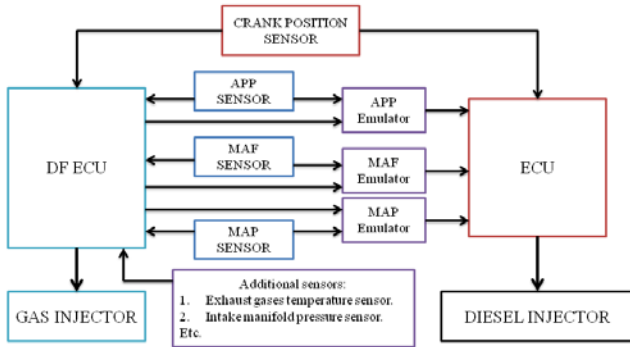 CRANK POSITION
SENSOR
APP
SENSOR
APP
Emulator
DF ECU
MAF
SENSOR
MAF
Emulator
ECU
MAP
SENSOR
MAP
Emulator
Additional sensors:
1. Exhaust gases temperature sensor.
2. Intake manifold pressure sensor.
Etc.
GAS INJECTOR
DIESEL INJECTOR